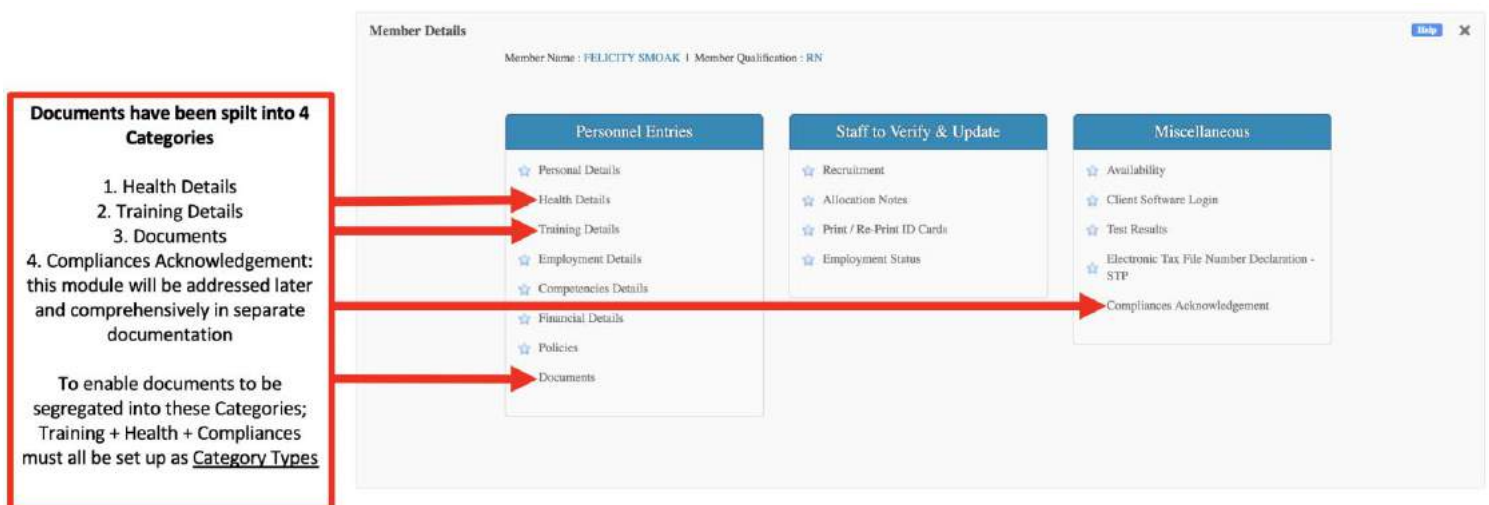 Member Details
Help
Member Name : FELICITY SMOAK | Member Qualification : RN
Documents have been spilt into 4
Categories
1. Health Details
2. Training Details
3. Documents
4. Compliances Acknowledgement:
this module will be addressed later
and comprehensively in separate
documentation
To enable documents to be
segregated into these Categories;
Training + Health + Compliances
must all be set up as Category Types
Personnel Entries
Personal Details
Health Details
Training Details
Employment Details
Competencies Details
Financial Details
Policies
Documents
Staff to Verify & Update
Recruitment
Allocation Notes
Print / Re-Print ID Cards
Employment Status
Miscellaneous
Availability
Client Software Login
Test Results
Electronic Tax File Number Declaration -
STP
Compliances Acknowledgement